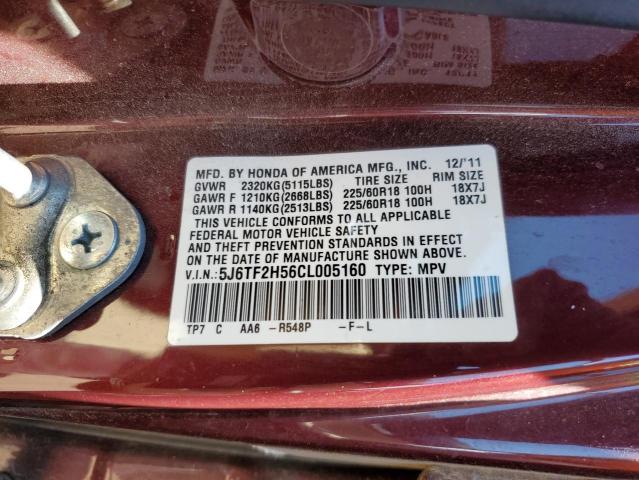 MFD. BY HONDA OF AMERICA MFG., INC. 12/'11
GVWR 2320KG(5115LBS) TIRE SIZE RIM SIZE
GAWR F 1210KG(2668LBS) 225/60R18 100H 18X7J
GAWR R 1140KG(2513LBS) 225/60R18 100H 18X7J
THIS VEHICLE CONFORMS TO ALL APPLICABLE
FEDERAL MOTOR VEHICLE SAFETY
AND THEFT PREVENTION STANDARDS IN EFFECT
ON THE DATE OF MANUFACTURE SHOWN ABOVE.
V.I.N.: 5J6TF2H56CL005160 TYPE: MPV
TP7 C AA6 -R548P -F-L